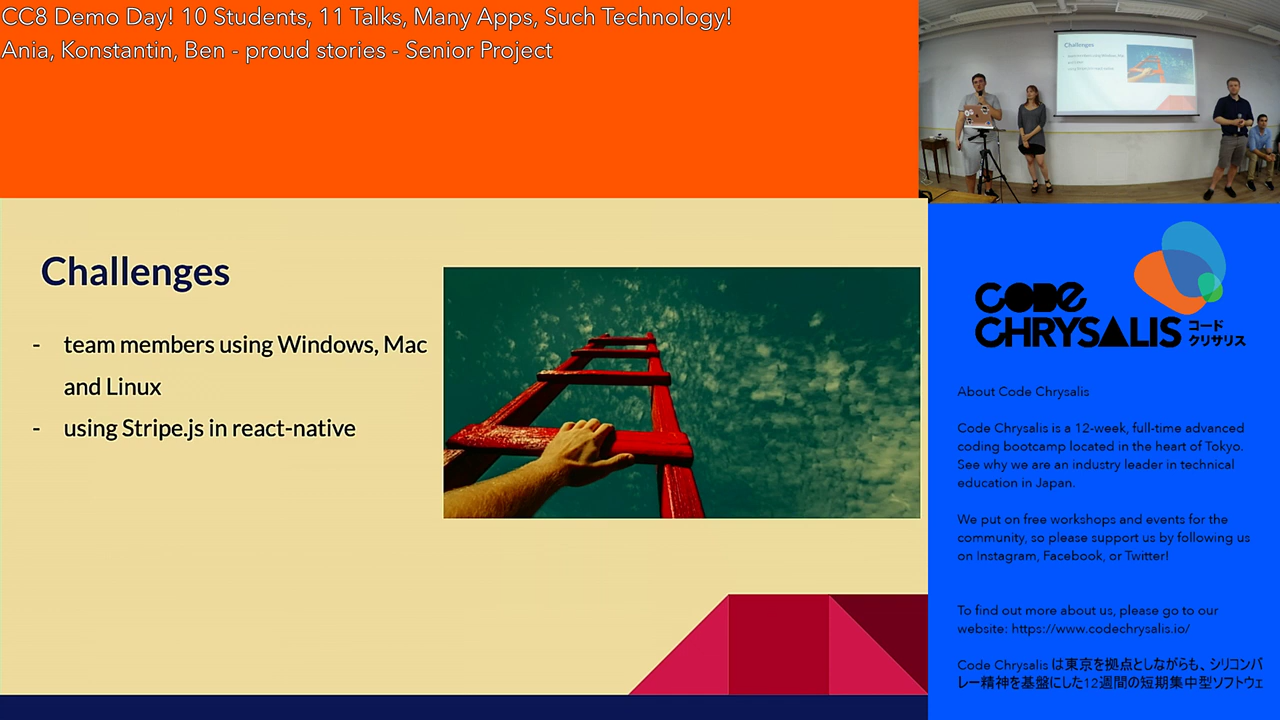 CC8 Demo Day! 10 Students, 11 Talks, Many Apps, Such Technology!
Ania, Konstantin, Ben - proud stories - Senior Project
Challenges
Challenges
- team members using Windows, Mac
and Linux
- using Stripe.js in react-native
CODE
CHRYSALIS
コード
クリサリス
About Code Chrysalis
Code Chrysalis is a 12-week, full-time advanced
coding bootcamp located in the heart of Tokyo.
See why we are an industry leader in technical
education in Japan.
We put on free workshops and events for the
community, so please support us by following us
on Instagram, Facebook, or Twitter!
To find out more about us, please go to our
website: https://www.codechrysalis.io/
Code Chrysalis は東京を拠点としながらも、シリコンバ
レー精神を基盤にした12週間の短期集中型ソフトウェ